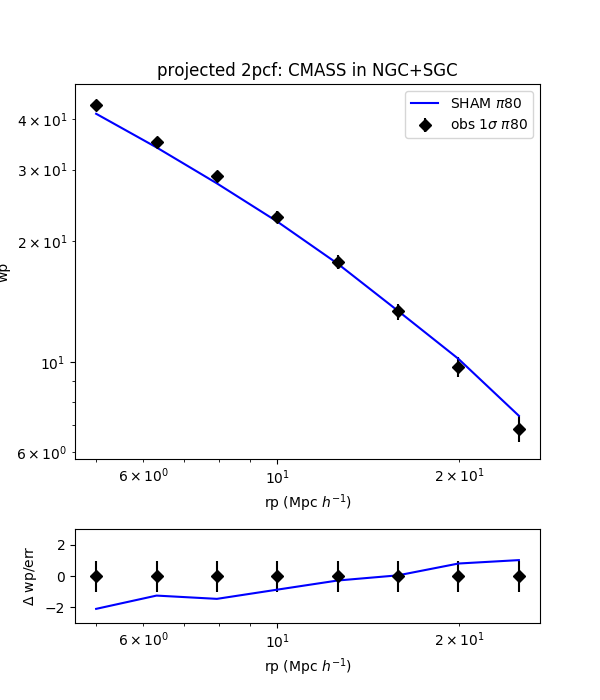 projected 2pcf: CMASS in NGC+SGC
SHAM π80
obs 1σ π80
4 × 10¹
3 × 10¹
2 × 10¹
10¹
6 × 10⁰
wp
6 × 10⁰
10¹
2 × 10¹
rp (Mpc h⁻¹)
2
0
−2
Δ wp/err
6 × 10⁰
10¹
2 × 10¹
rp (Mpc h⁻¹)